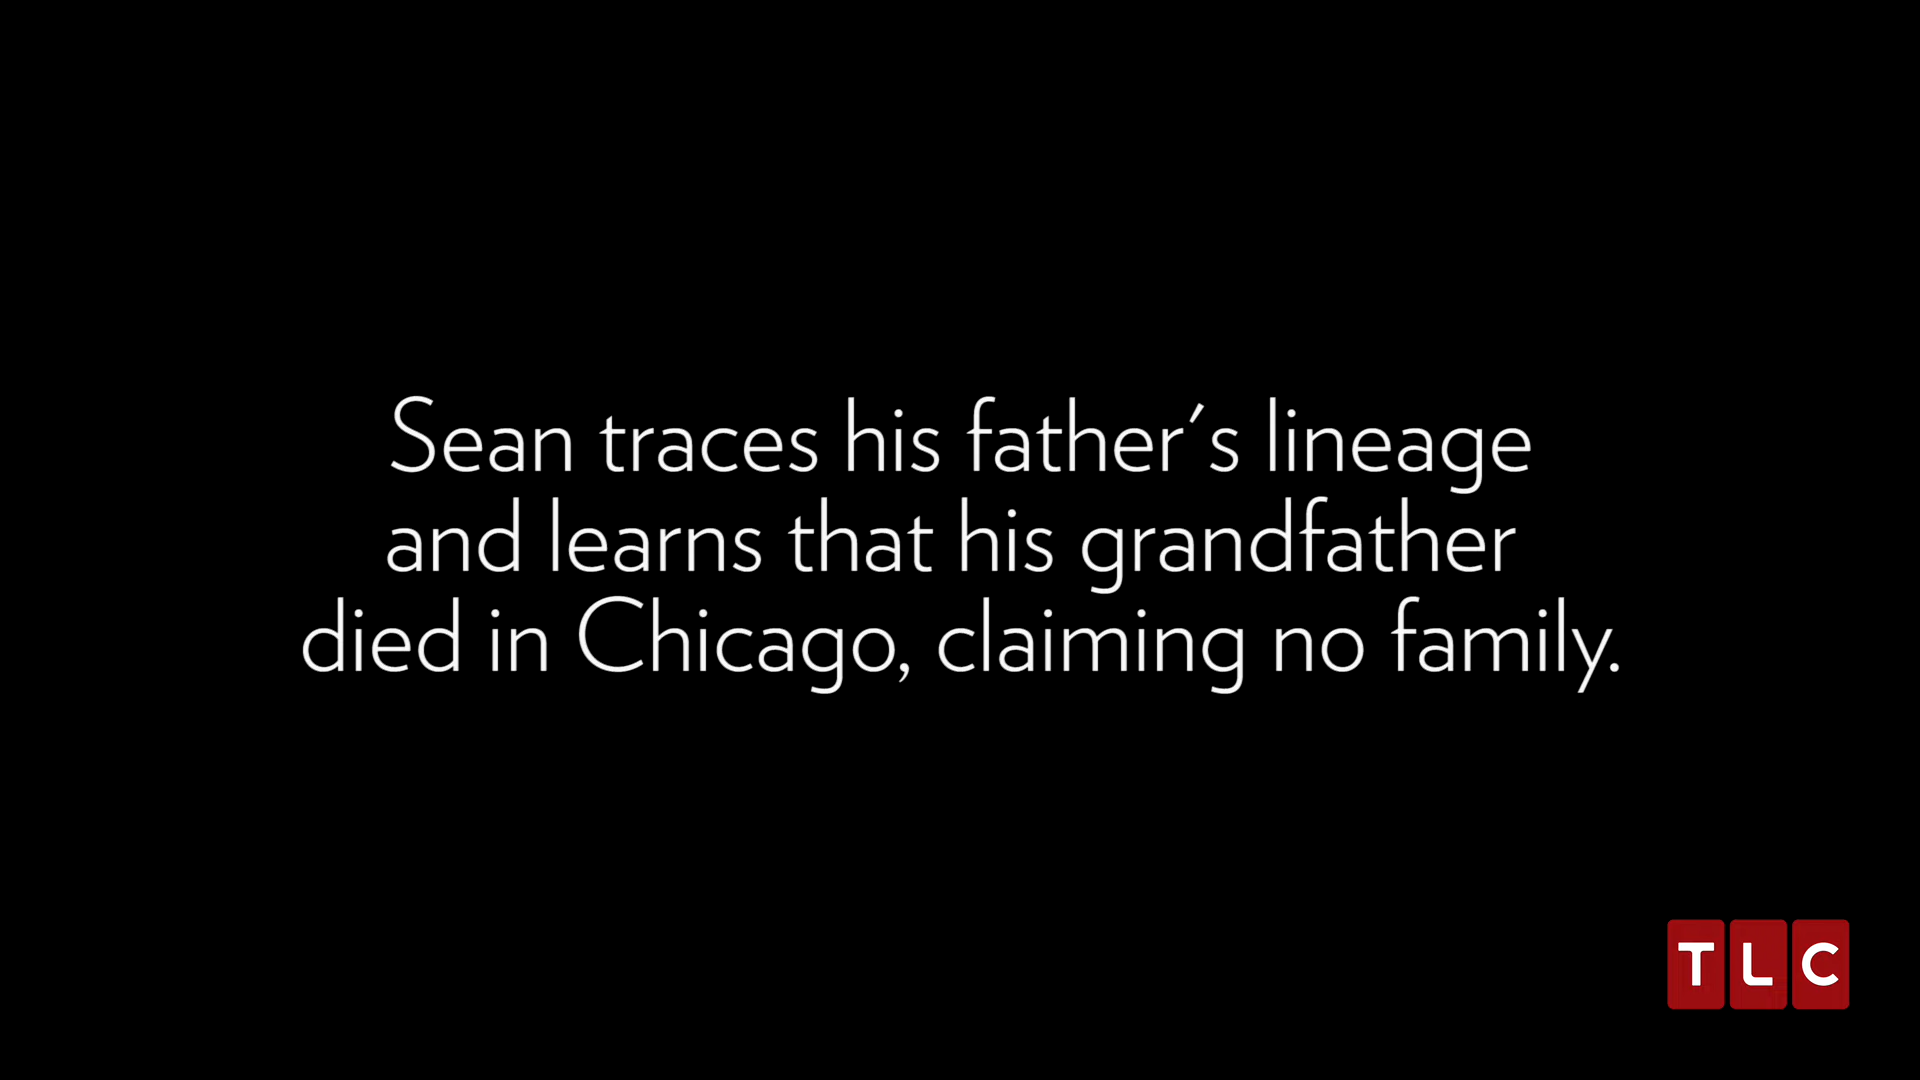 Sean traces his father's lineage
and learns that his grandfather
died in Chicago, claiming no family.
TLC